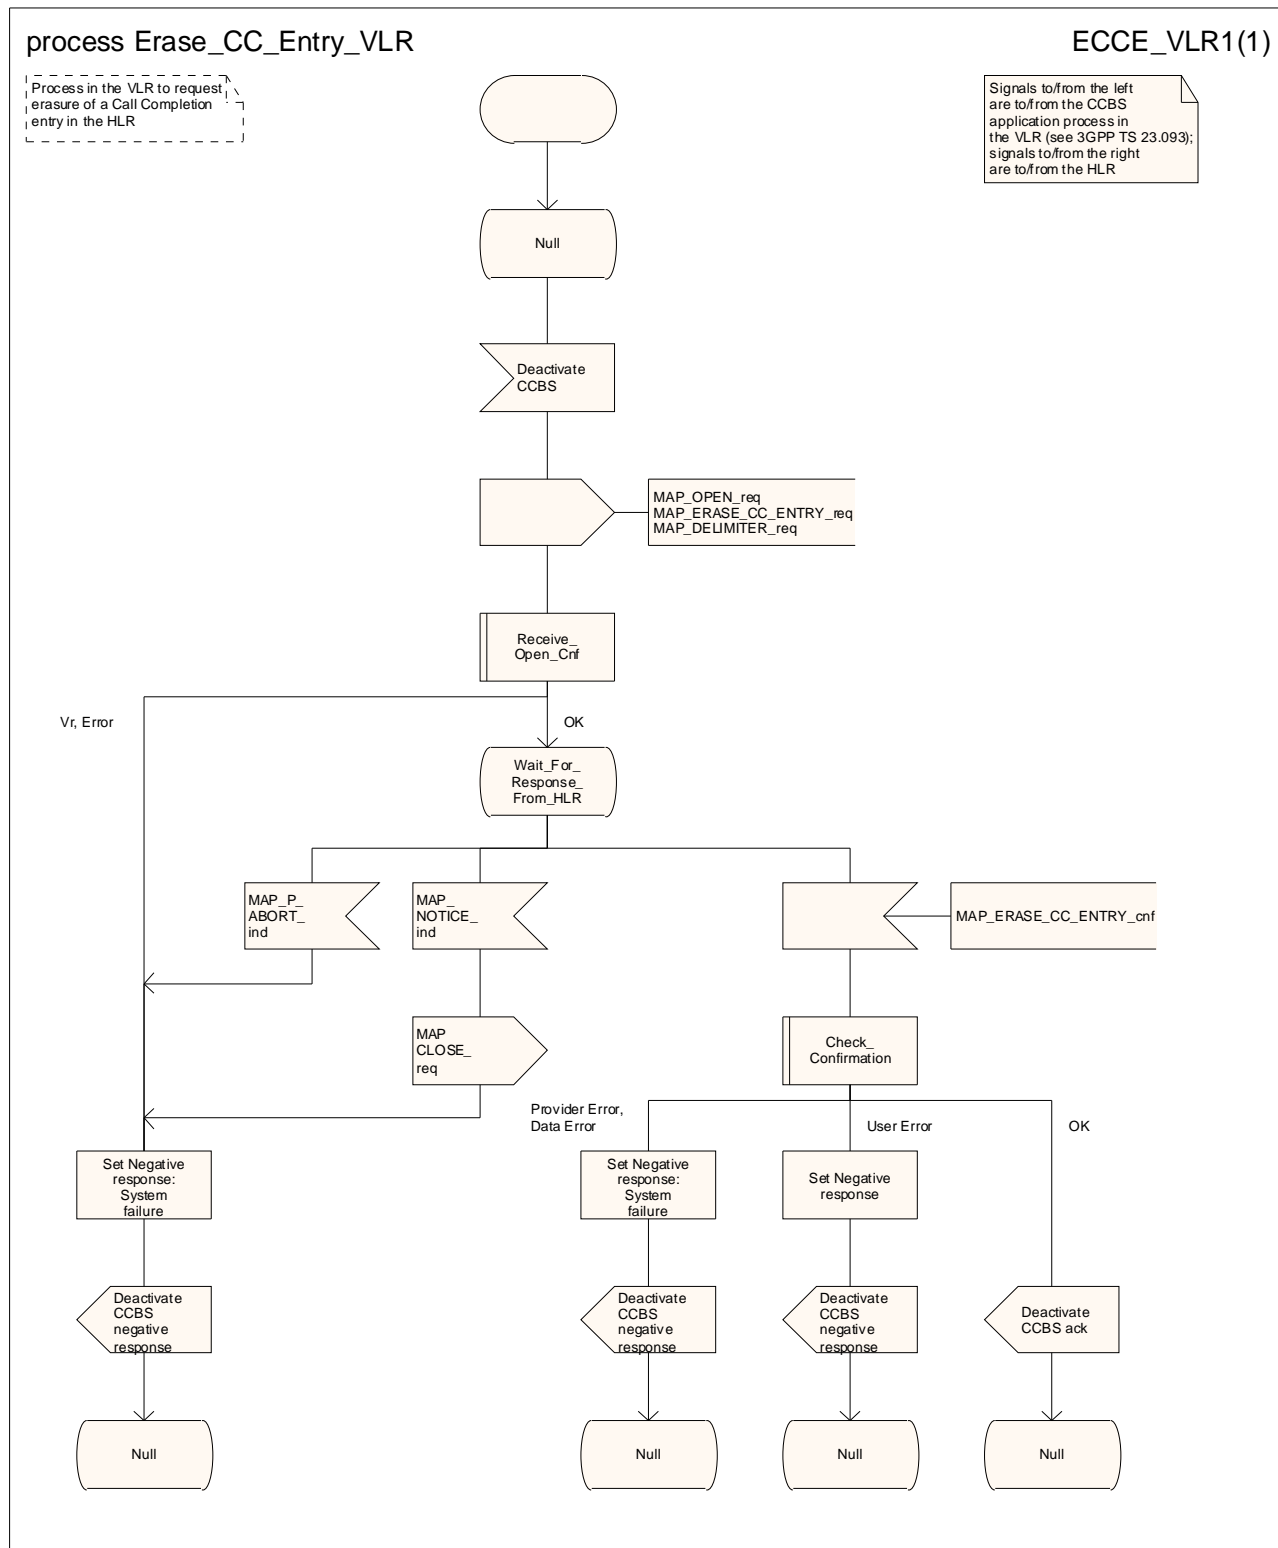 process Erase_CC_Entry_VLR
ECCE_VLR1(1)
Process in the VLR to request
erasure of a Call Completion
entry in the HLR
Signals to/from the left
are to/from the CCBS
application process in
the VLR (see 3GPP TS 23.093);
signals to/from the right
are to/from the HLR
Null
Deactivate
CCBS
MAP_OPEN_req
MAP_ERASE_CC_ENTRY_req
MAP_DELIMITER_req
Receive_
Open_Cnf
Vr, Error
OK
Wait_For_
Response_
From_HLR
MAP_P_
ABORT_
ind
MAP_
NOTICE_
ind
MAP_ERASE_CC_ENTRY_cnf
MAP
CLOSE_
req
Check_
Confirmation
Provider Error,
Data Error
User Error
OK
Set Negative
response:
System
failure
Set Negative
response:
System
failure
Set Negative
response
Deactivate
CCBS
negative
response
Deactivate
CCBS
negative
response
Deactivate
CCBS
negative
response
Deactivate
CCBS ack
Null
Null
Null
Null